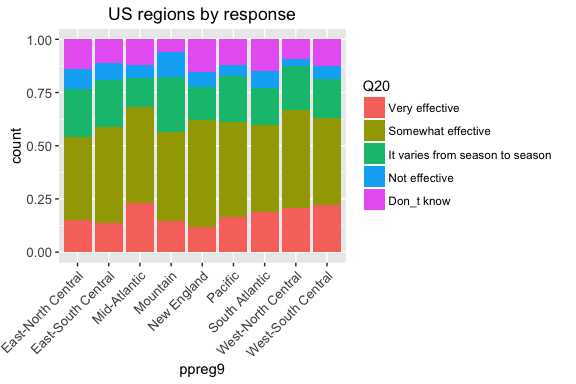 US regions by response
1.00
0.75
0.50
0.25
0.00
count
East-North Central
East-South Central
Mid-Atlantic
Mountain
New England
Pacific
South Atlantic
West-North Central
West-South Central
ppreg9
Q20
Very effective
Somewhat effective
It varies from season to season
Not effective
Don_t know